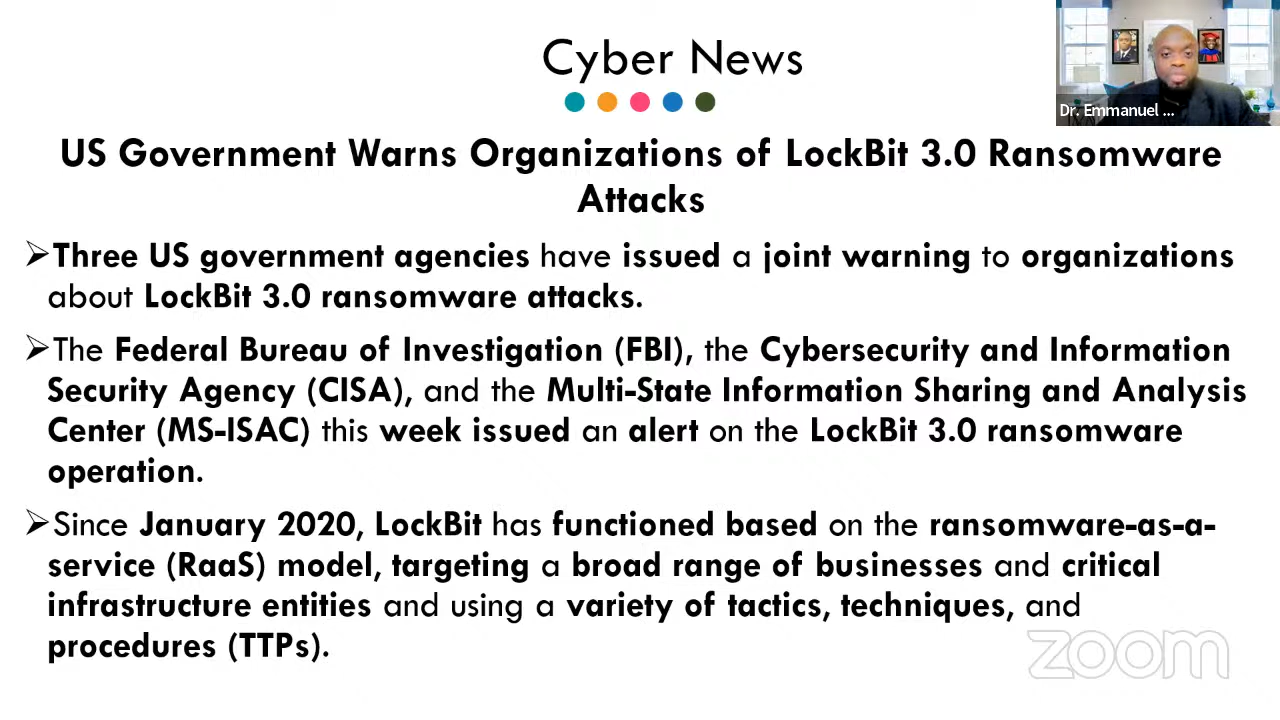 Cyber News
Dr. Emmanuel ...
US Government Warns Organizations of LockBit 3.0 Ransomware
Attacks
➢Three US government agencies have issued a joint warning to organizations
about LockBit 3.0 ransomware attacks.
➢The Federal Bureau of Investigation (FBI), the Cybersecurity and Information
Security Agency (CISA), and the Multi-State Information Sharing and Analysis
Center (MS-ISAC) this week issued an alert on the LockBit 3.0 ransomware
operation.
➢Since January 2020, LockBit has functioned based on the ransomware-as-a-
service (RaaS) model, targeting a broad range of businesses and critical
infrastructure entities and using a variety of tactics, techniques, and
procedures (TTPs).
zoom